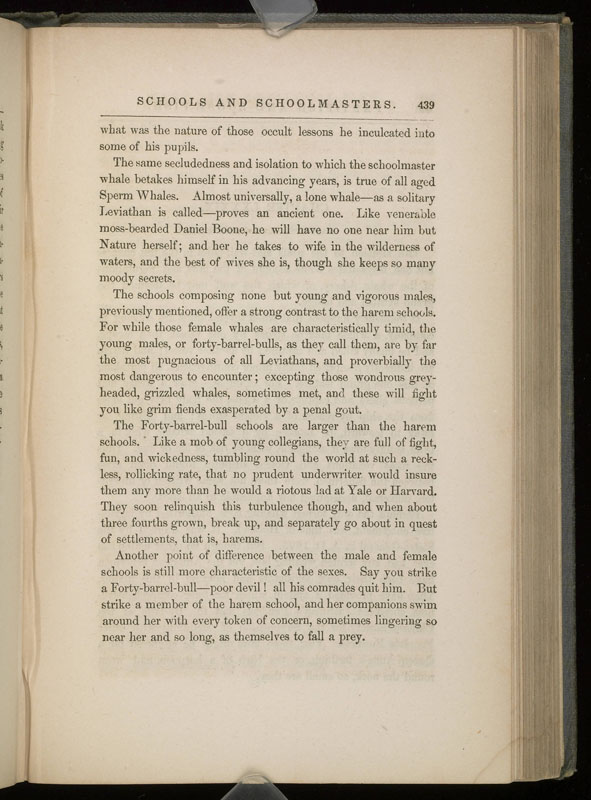 SCHOOLS AND SCHOOLMASTERS. 439
what was the nature of those occult lessons he inculcated into
some of his pupils.
The same secludedness and isolation to which the schoolmaster
whale betakes himself in his advancing years, is true of all aged
Sperm Whales. Almost universally, a lone whale—as a solitary
Leviathan is called—proves an ancient one. Like venerable
moss-bearded Daniel Boone, he will have no one near him but
Nature herself; and her he takes to wife in the wilderness of
waters, and the best of wives she is, though she keeps so many
moody secrets.
The schools composing none but young and vigorous males,
previously mentioned, offer a strong contrast to the harem schools.
For while those female whales are characteristically timid, the
young males, or forty-barrel-bulls, as they call them, are by far
the most pugnacious of all Leviathans, and proverbially the
most dangerous to encounter; excepting those wondrous grey-
headed, grizzled whales, sometimes met, and these will fight
you like grim fiends exasperated by a penal gout.
The Forty-barrel-bull schools are larger than the harem
schools. Like a mob of young collegians, they are full of fight,
fun, and wickedness, tumbling round the world at such a reck-
less, rollicking rate, that no prudent underwriter would insure
them any more than he would a riotous lad at Yale or Harvard.
They soon relinquish this turbulence though, and when about
three fourths grown, break up, and separately go about in quest
of settlements, that is, harems.
Another point of difference between the male and female
schools is still more characteristic of the sexes. Say you strike
a Forty-barrel-bull—poor devil! all his comrades quit him. But
strike a member of the harem school, and her companions swim
around her with every token of concern, sometimes lingering so
near her and so long, as themselves to fall a prey.